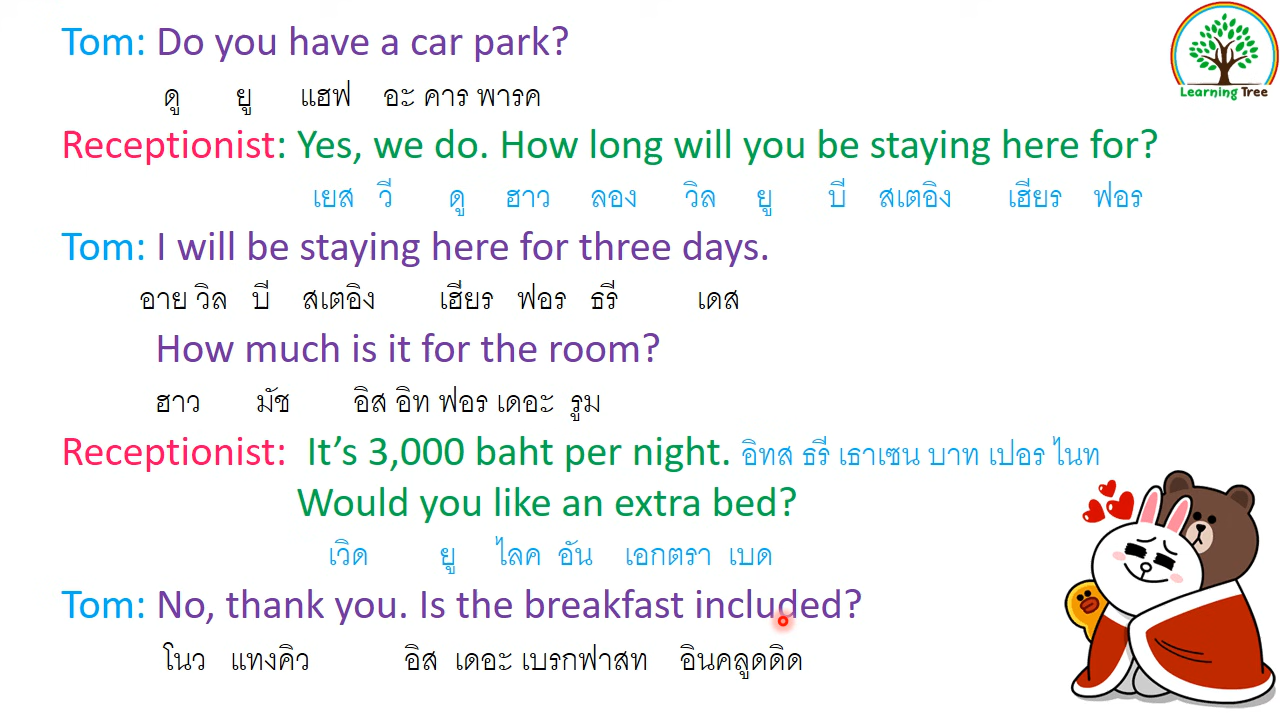 Tom: Do you have a car park?
ดู ยู แฮฟ อะ คาร พารค
Learning Tree
Receptionist: Yes, we do. How long will you be staying here for?
เยส วี ดู ฮาว ลอง วิล ยู บี สเตอิง เฮียร ฟอร
Tom: I will be staying here for three days.
อาย วิล บี สเตอิง เฮียร ฟอร ธรี เดส
How much is it for the room?
ฮาว มัช อิส อิท ฟอร เดอะ รูม
Receptionist: It’s 3,000 baht per night. อิทส ธรี เธาเซน บาท เปอร ไนท
Would you like an extra bed?
เวิด ยู ไลค อัน เอกตรา เบด
Tom: No, thank you. Is the breakfast included?
โนว แทงคิว อิส เดอะ เบรกฟาสท อินคลูดดิด